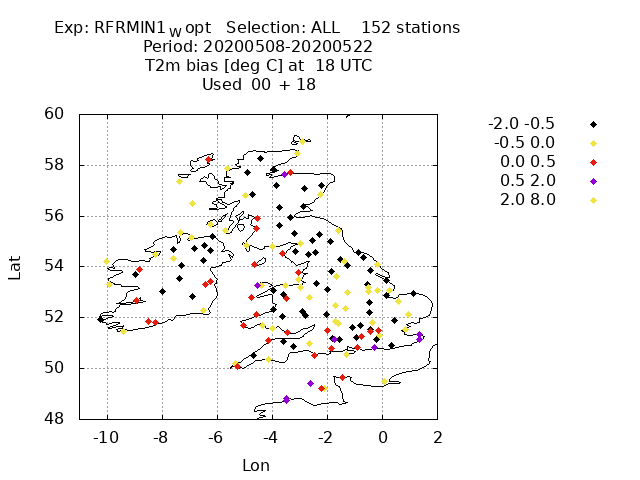 Exp: RFRMIN1 W opt Selection: ALL 152 stations
Period: 20200508-20200522
T2m bias [deg C] at 18 UTC
Used 00 + 18
-2.0 -0.5
-0.5 0.0
0.0 0.5
0.5 2.0
2.0 8.0
60
58
56
54
52
50
48
Lat
-10 -8 -6 -4 -2 0 2
Lon